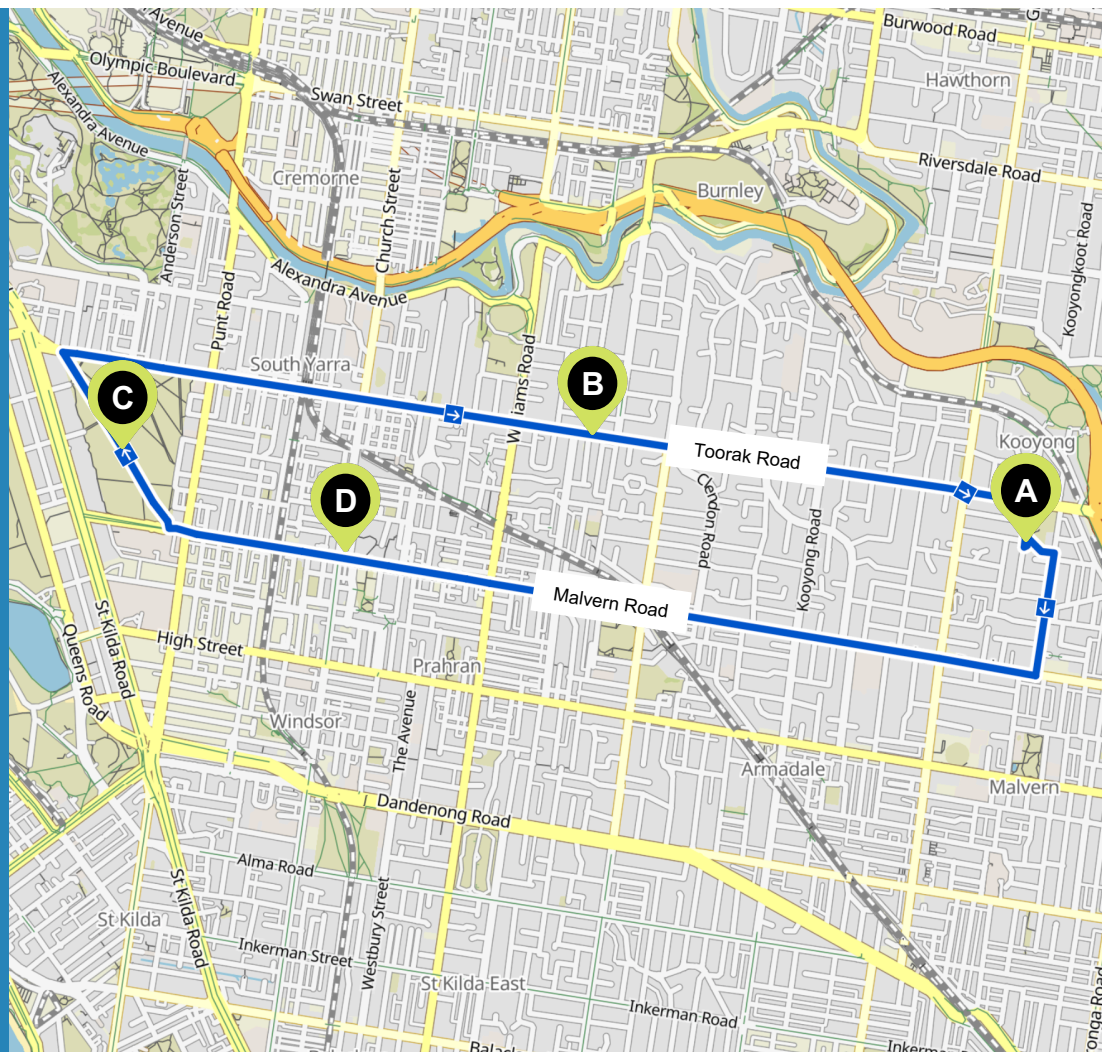 Avenue
Burwood Road
Olympic Boulevard
Hawthorn
Swan Street
Alexandra Avenue
Riversdale Road
Cremorne
Burnley
Anderson Street
Church Street
Kooyongkoot Road
Alexandra Avenue
Punt Road
South Yarra
Williams Road
B
C
Kooyong
Toorak Road
A
D
Clendon Road
Kooyong Road
Malvern Road
St Kilda Road
Queens Road
High Street
Prahran
The Avenue
Windsor
Armadale
Malvern
Dandenong Road
Alma Road
St Kilda Road
Westbury Street
St Kilda
Inkerman Street
St Kilda East
Inkerman Road
onga Road
Balac